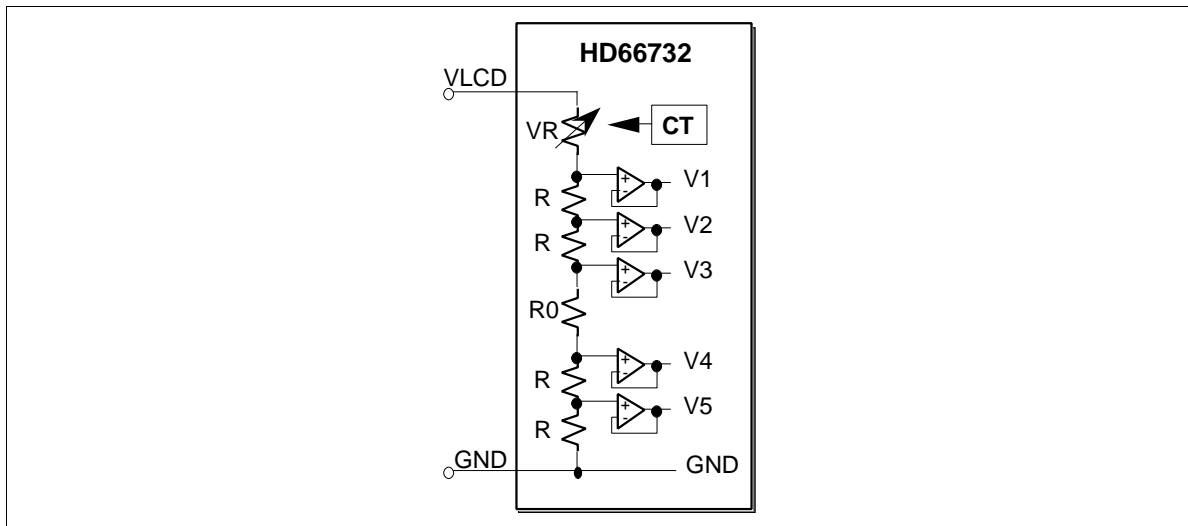 HD66732
VLCD
VR
CT
+
-
V1
R
+
-
V2
R
+
-
V3
R0
+
-
V4
R
+
-
V5
R
GND
GND